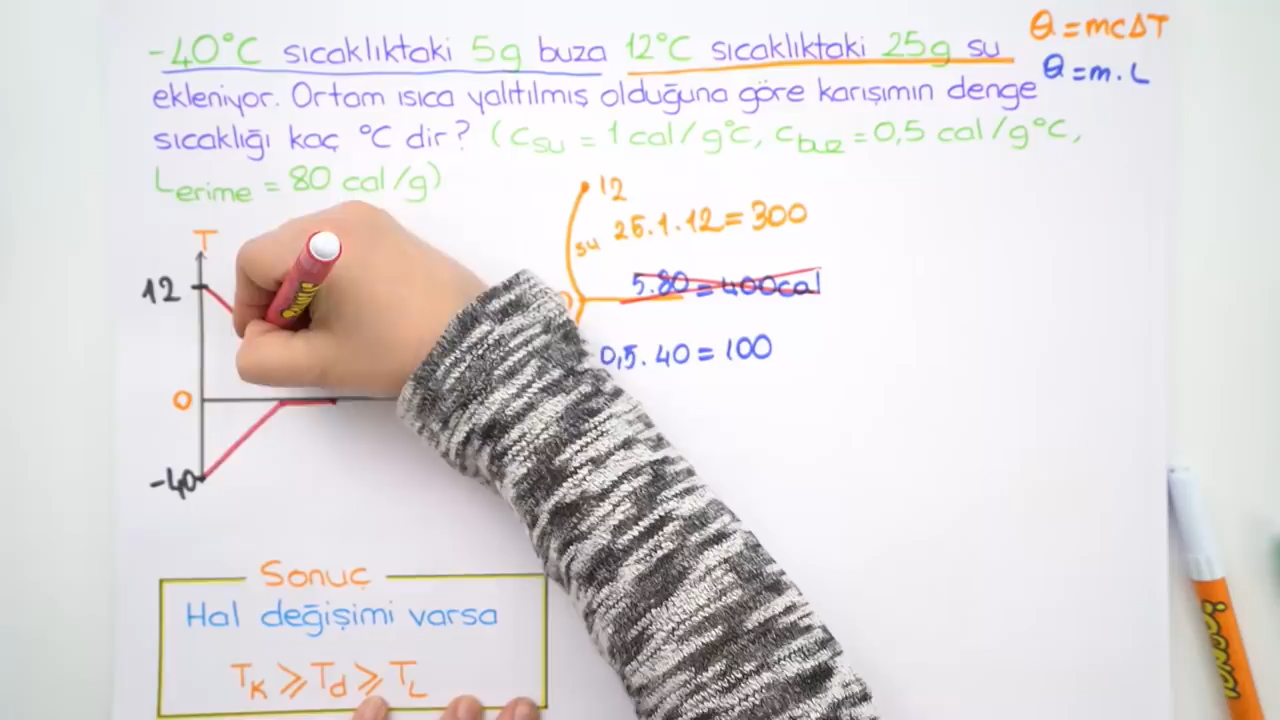 -40°C sıcaklıktaki 5g buza 12°C sıcaklıktaki 25g su
ekleniyor. Ortam ısıca yalıtılmış olduğuna göre karışımın denge
sıcaklığı kaç °C dir? (Csu = 1 cal/g°C, Cbuz = 0,5 cal/g°C,
Lerime = 80 cal/g)
Q = mcΔT
Q = m.L
12
su 25.1.12 = 300
5.80 = 400cal
0,5.40 = 100
T
12
0
-40
Sonuç
Hal değişimi varsa
TK ≥ Td ≥ TL